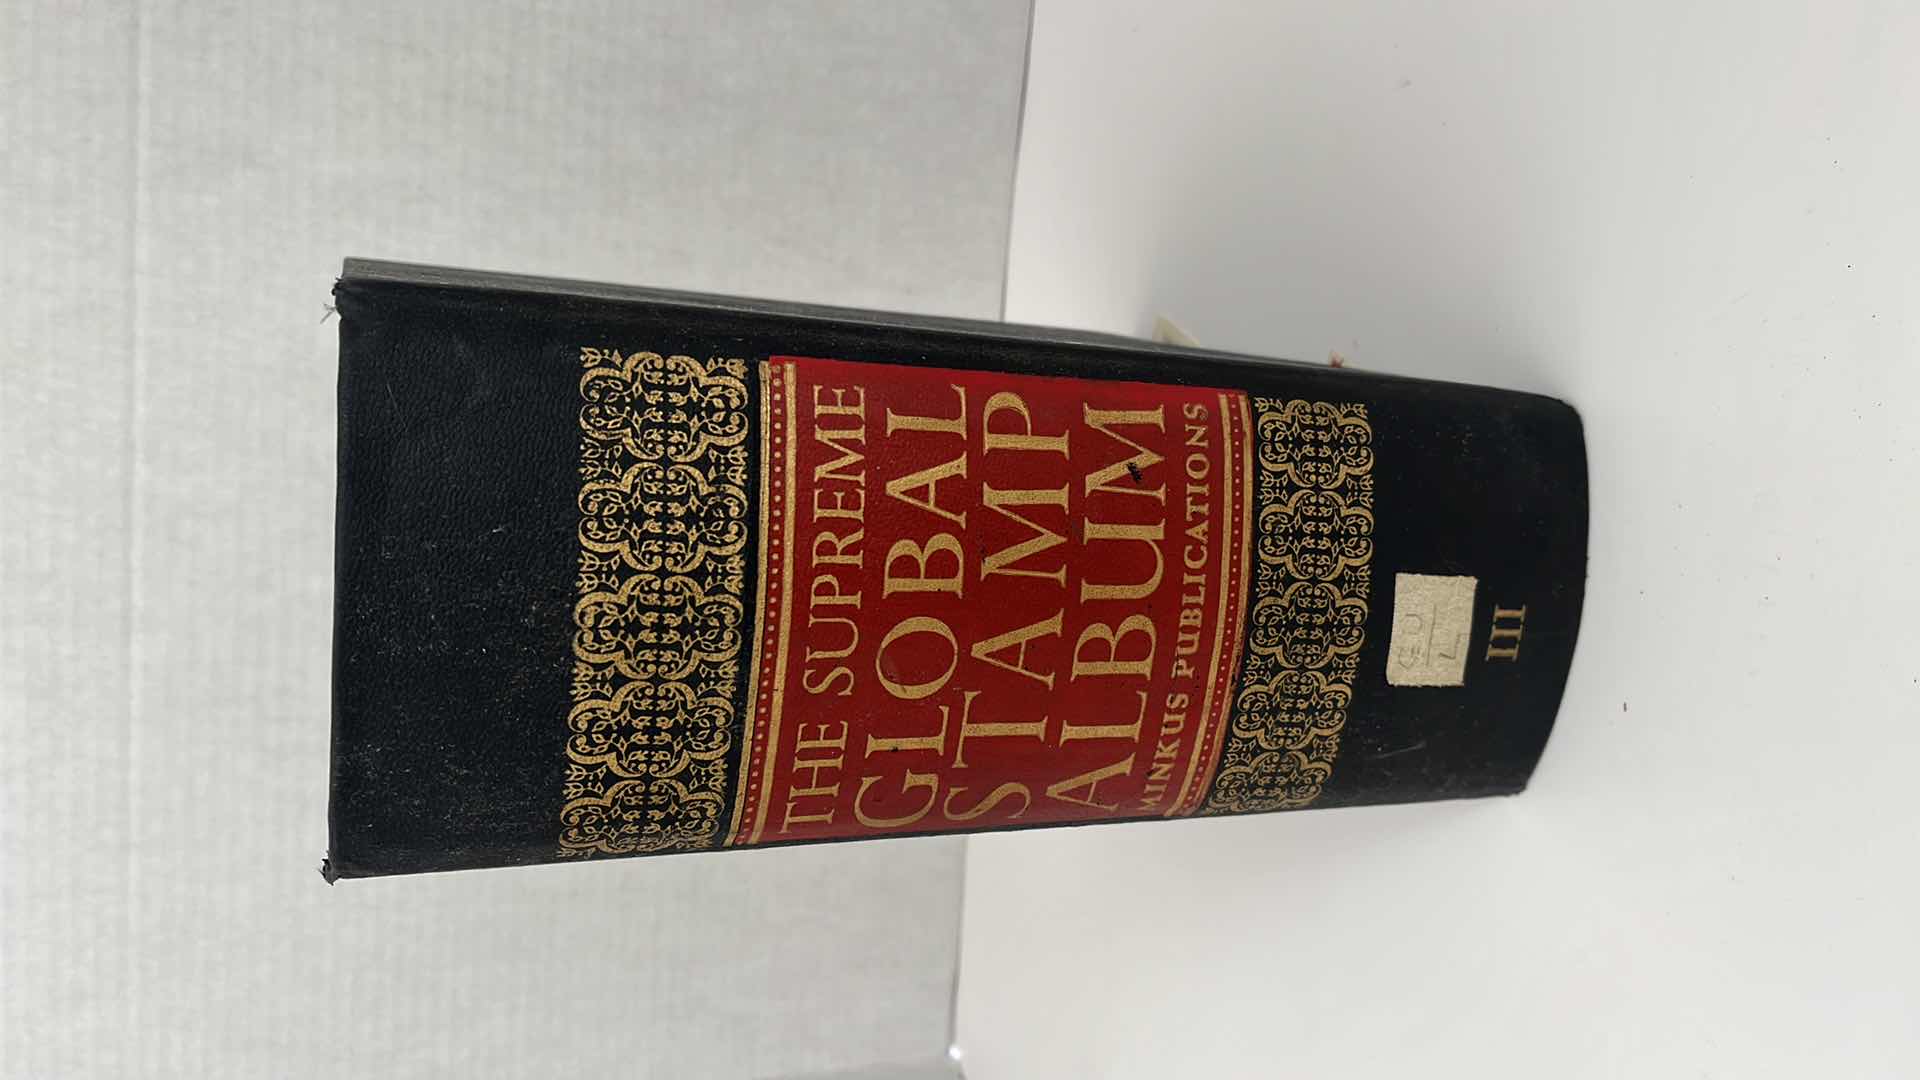 THE SUPREME
GLOBAL
STAMP
ALBUM
MINKUS PUBLICATIONS
III